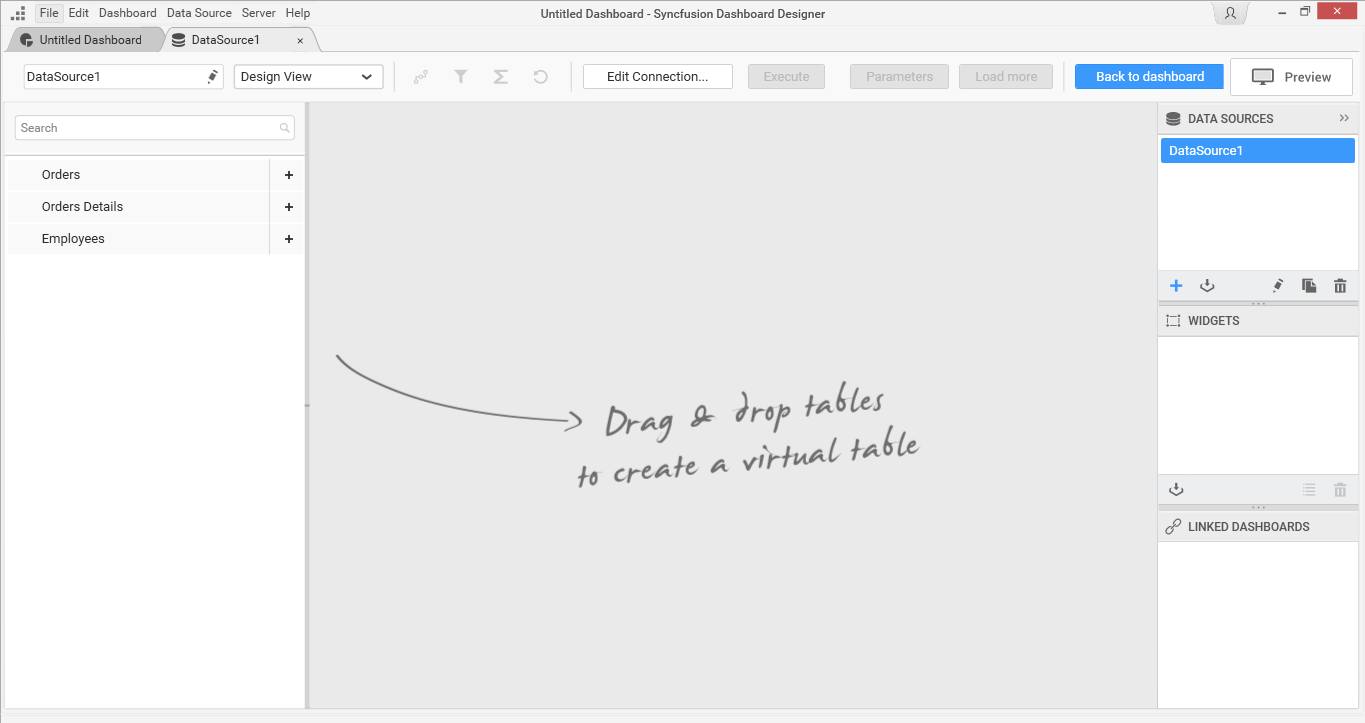 File Edit Dashboard Data Source Server Help
Untitled Dashboard - Syncfusion Dashboard Designer
Untitled Dashboard
DataSource1
DataSource1
Design View
Edit Connection...
Execute
Parameters
Load more
Back to dashboard
Preview
Search
Orders
Orders Details
Employees
Drag & drop tables
to create a virtual table
DATA SOURCES
DataSource1
WIDGETS
LINKED DASHBOARDS